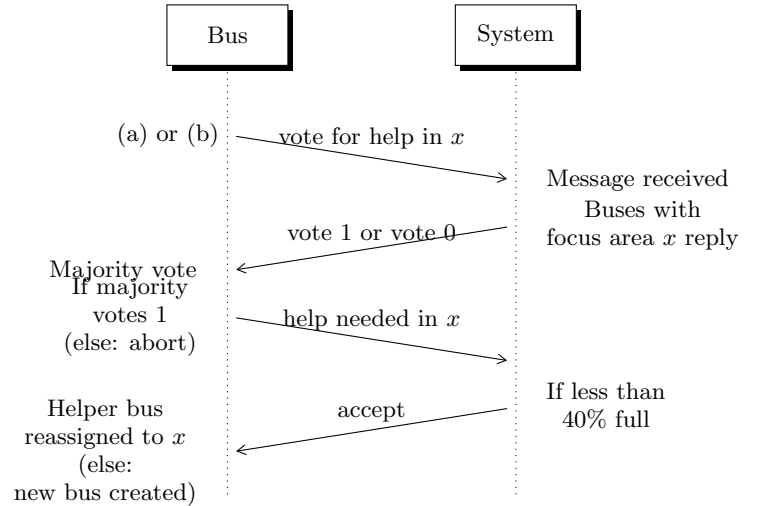 Bus
System
(a) or (b)
vote for help in x
Message received
Buses with
focus area x reply
vote 1 or vote 0
Majority vote
If majority
votes 1
(else: abort)
help needed in x
If less than
40% full
accept
Helper bus
reassigned to x
(else:
new bus created)